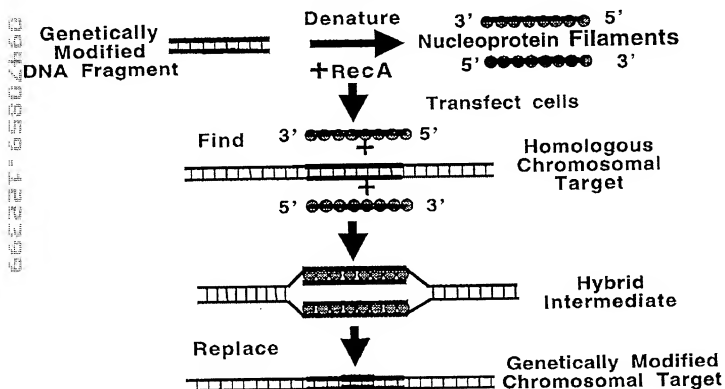 Genetically
Modified
DNA Fragment
Denature
+RecA
3' 5'
Nucleoprotein Filaments
5' 3'
Transfect cells
Find
3' 5'
+
Homologous
Chromosomal
Target
+
5' 3'
Hybrid
Intermediate
Replace
Genetically Modified
Chromosomal Target